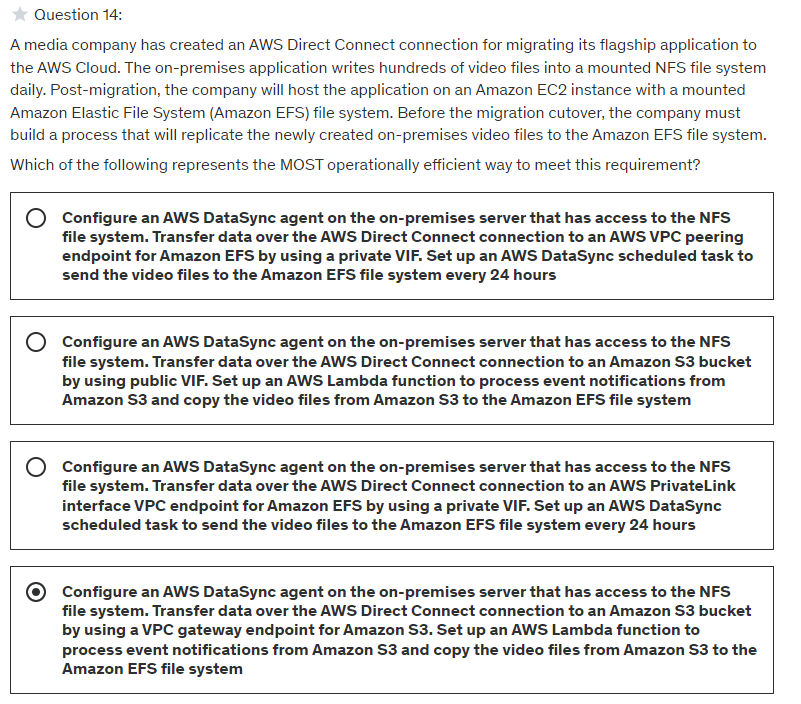 Question 14:
A media company has created an AWS Direct Connect connection for migrating its flagship application to
the AWS Cloud. The on-premises application writes hundreds of video files into a mounted NFS file system
daily. Post-migration, the company will host the application on an Amazon EC2 instance with a mounted
Amazon Elastic File System (Amazon EFS) file system. Before the migration cutover, the company must
build a process that will replicate the newly created on-premises video files to the Amazon EFS file system.
Which of the following represents the MOST operationally efficient way to meet this requirement?
Configure an AWS DataSync agent on the on-premises server that has access to the NFS
file system. Transfer data over the AWS Direct Connect connection to an AWS VPC peering
endpoint for Amazon EFS by using a private VIF. Set up an AWS DataSync scheduled task to
send the video files to the Amazon EFS file system every 24 hours
Configure an AWS DataSync agent on the on-premises server that has access to the NFS
file system. Transfer data over the AWS Direct Connect connection to an Amazon S3 bucket
by using public VIF. Set up an AWS Lambda function to process event notifications from
Amazon S3 and copy the video files from Amazon S3 to the Amazon EFS file system
Configure an AWS DataSync agent on the on-premises server that has access to the NFS
file system. Transfer data over the AWS Direct Connect connection to an AWS PrivateLink
interface VPC endpoint for Amazon EFS by using a private VIF. Set up an AWS DataSync
scheduled task to send the video files to the Amazon EFS file system every 24 hours
Configure an AWS DataSync agent on the on-premises server that has access to the NFS
file system. Transfer data over the AWS Direct Connect connection to an Amazon S3 bucket
by using a VPC gateway endpoint for Amazon S3. Set up an AWS Lambda function to
process event notifications from Amazon S3 and copy the video files from Amazon S3 to the
Amazon EFS file system